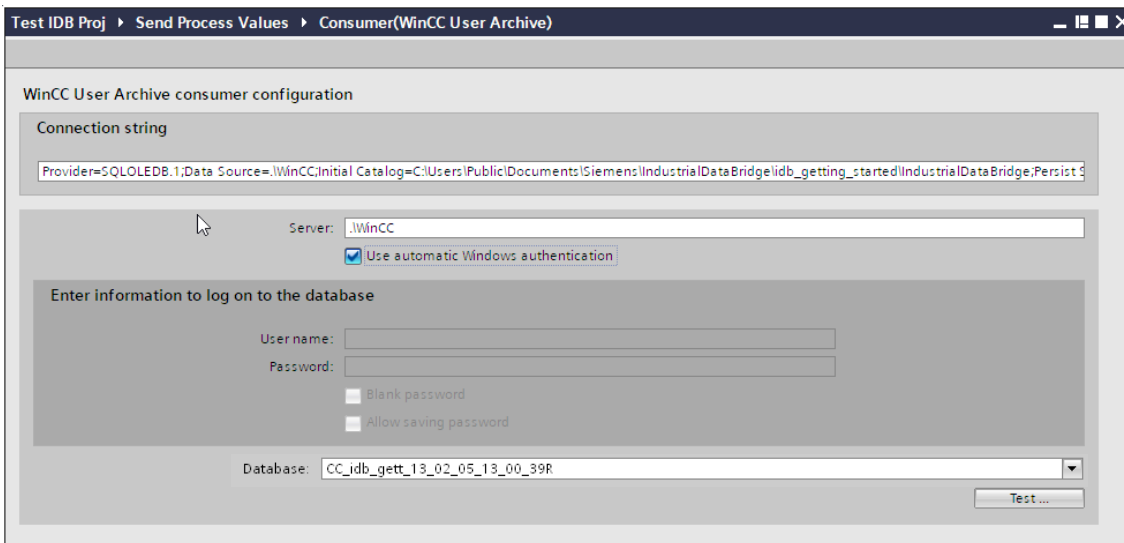 Test IDB Proj ▸ Send Process Values ▸ Consumer(WinCC User Archive)
WinCC User Archive consumer configuration
Connection string
Provider=SQLOLEDB.1;Data Source=.\WinCC;Initial Catalog=C:\Users\Public\Documents\Siemens\IndustrialDataBridge\idb_getting_started\IndustrialDataBridge;Persist S
Server: .\WinCC
Use automatic Windows authentication
Enter information to log on to the database
User name:
Password:
Blank password
Allow saving password
Database: CC_idb_gett_13_02_05_13_00_39R
Test ...